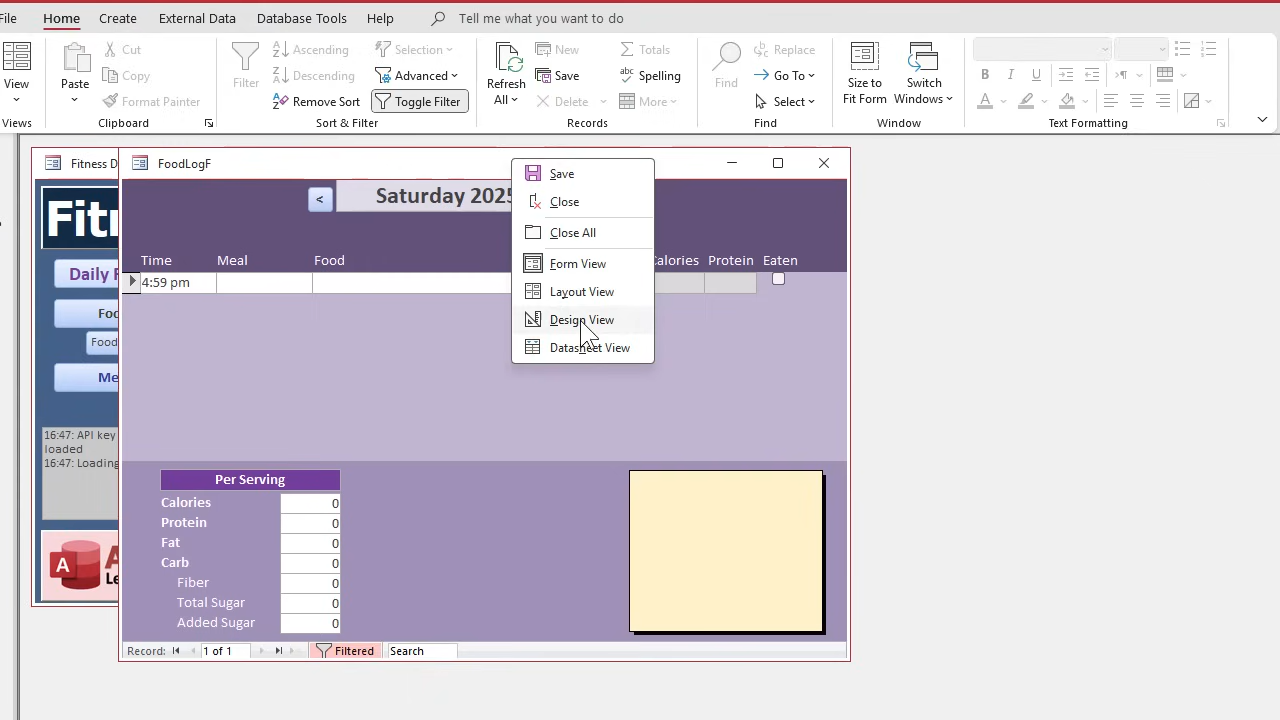 File Home Create External Data Database Tools Help Tell me what you want to do
View
Views
Paste
Cut
Copy
Format Painter
Clipboard
Filter
Ascending
Descending
Remove Sort
Selection
Advanced
Toggle Filter
Sort & Filter
Refresh
All
New
Save
Delete
Totals
Spelling
More
Records
Find
Replace
Go To
Select
Find
Size to
Fit Form
Switch
Windows
Window
B I U
A
Text Formatting
Fitness D
FoodLogF
Fit
Daily F
Foo
Food
Me
16:47: API key
loaded
16:47: Loading
A
Le
< Saturday 2025
Time Meal Food Calories Protein Eaten
4:59 pm
Save
Close
Close All
Form View
Layout View
Design View
Datasheet View
Per Serving
Calories 0
Protein 0
Fat 0
Carb 0
Fiber 0
Total Sugar 0
Added Sugar 0
Record: 1 of 1 Filtered Search